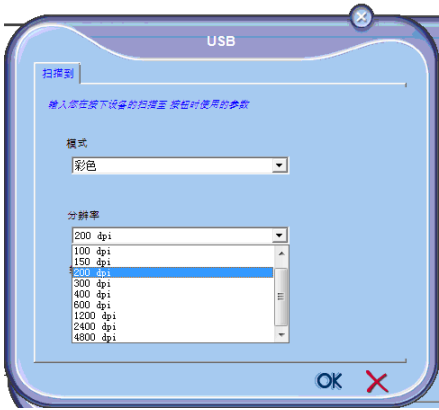 USB
扫描到
输入您在按下设备的扫描至 按钮时使用的参数
模式
彩色
分辨率
200 dpi
100 dpi
150 dpi
200 dpi
300 dpi
400 dpi
600 dpi
1200 dpi
2400 dpi
4800 dpi
OK